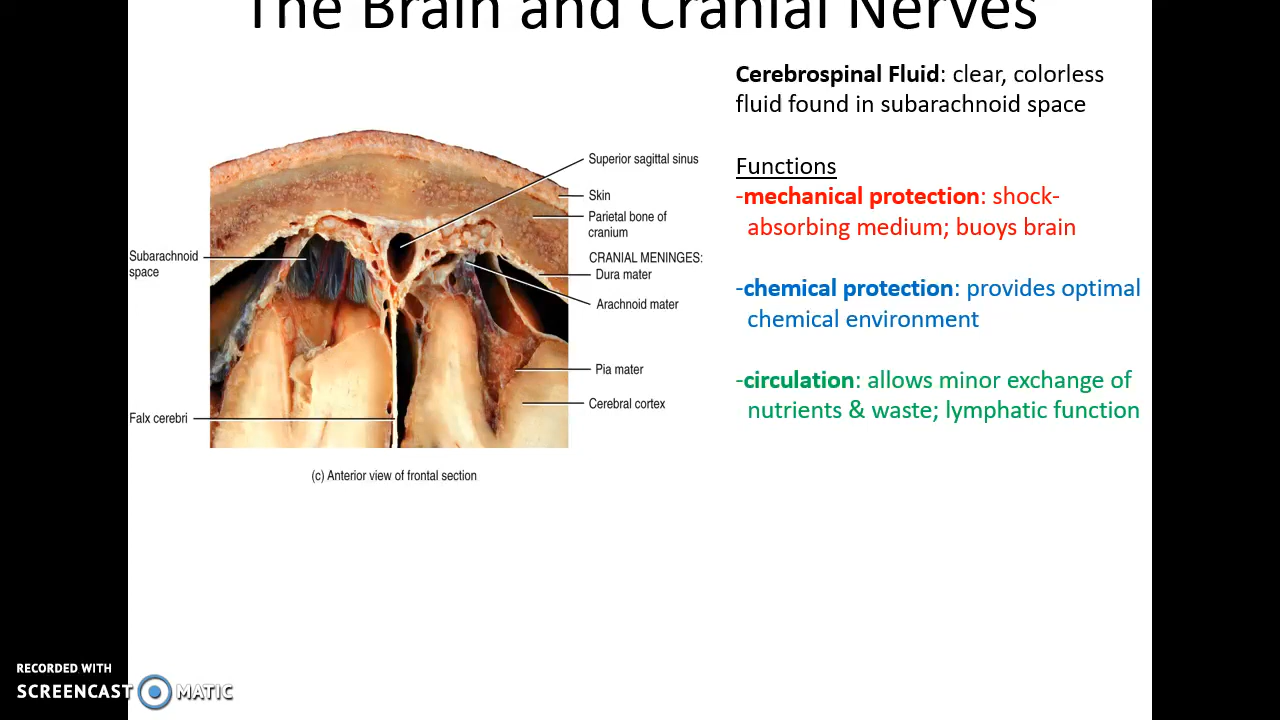 The Brain and Cranial Nerves
Cerebrospinal Fluid: clear, colorless
fluid found in subarachnoid space
Functions
-mechanical protection: shock-
absorbing medium; buoys brain
-chemical protection: provides optimal
chemical environment
-circulation: allows minor exchange of
nutrients & waste; lymphatic function
Superior sagittal sinus
Skin
Parietal bone of
cranium
CRANIAL MENINGES:
Dura mater
Arachnoid mater
Pia mater
Cerebral cortex
Subarachnoid
space
Falx cerebri
(c) Anterior view of frontal section
RECORDED WITH
SCREENCAST MATIC